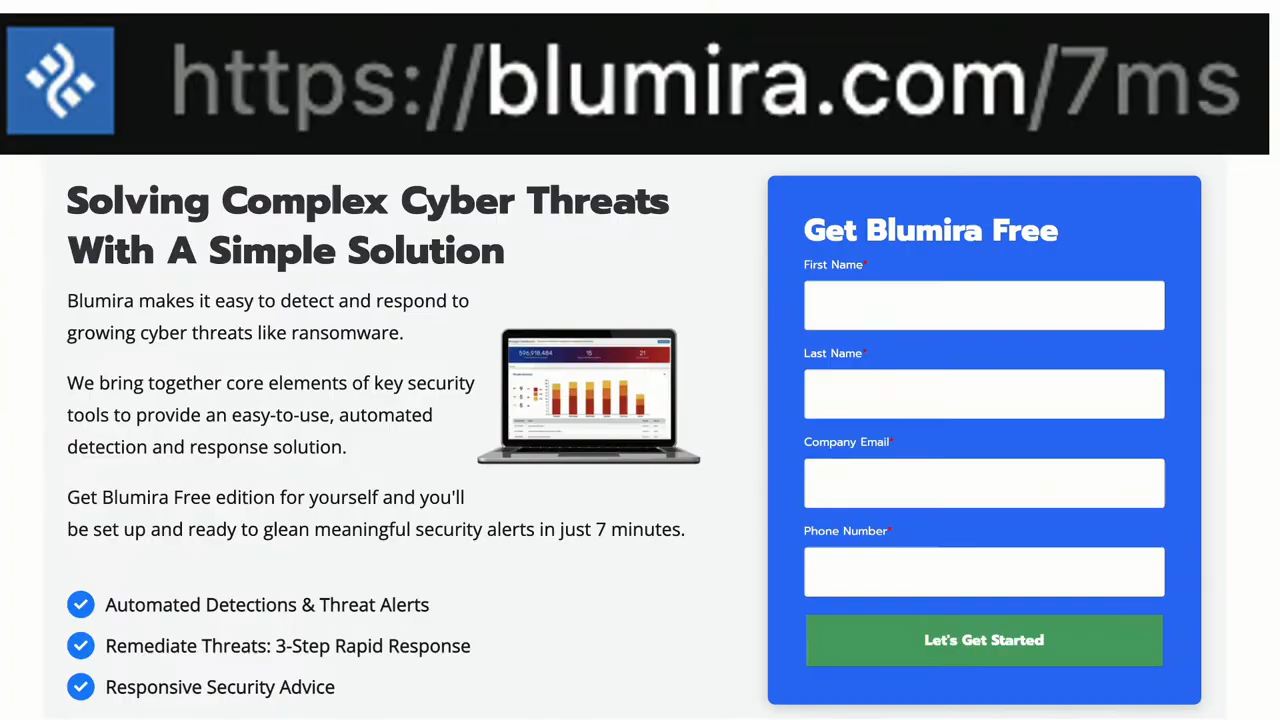 https://blumira.com/7ms
Solving Complex Cyber Threats
With A Simple Solution
Blumira makes it easy to detect and respond to
growing cyber threats like ransomware.
We bring together core elements of key security
tools to provide an easy-to-use, automated
detection and response solution.
Get Blumira Free edition for yourself and you'll
be set up and ready to glean meaningful security alerts in just 7 minutes.
Automated Detections & Threat Alerts
Remediate Threats: 3-Step Rapid Response
Responsive Security Advice
596,918,484
15
21
Get Blumira Free
First Name*
Last Name*
Company Email*
Phone Number*
Let's Get Started